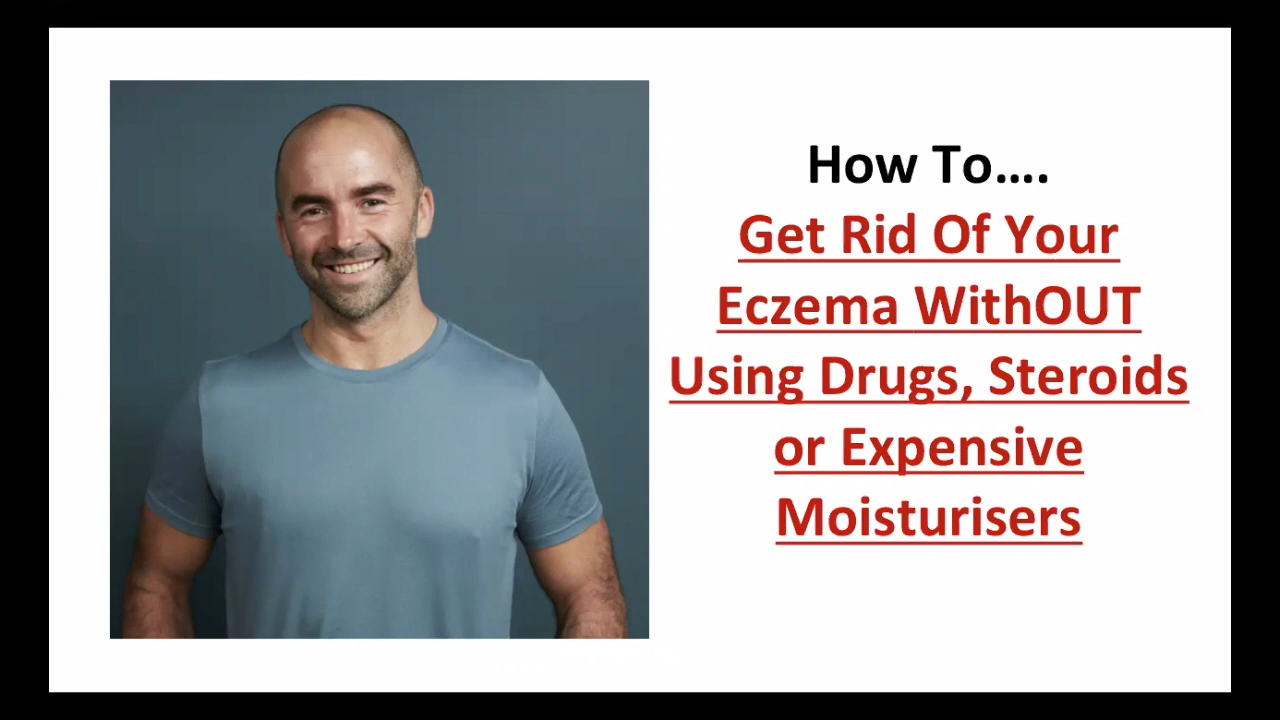 How To....
Get Rid Of Your
Eczema WithOUT
Using Drugs, Steroids
or Expensive
Moisturisers